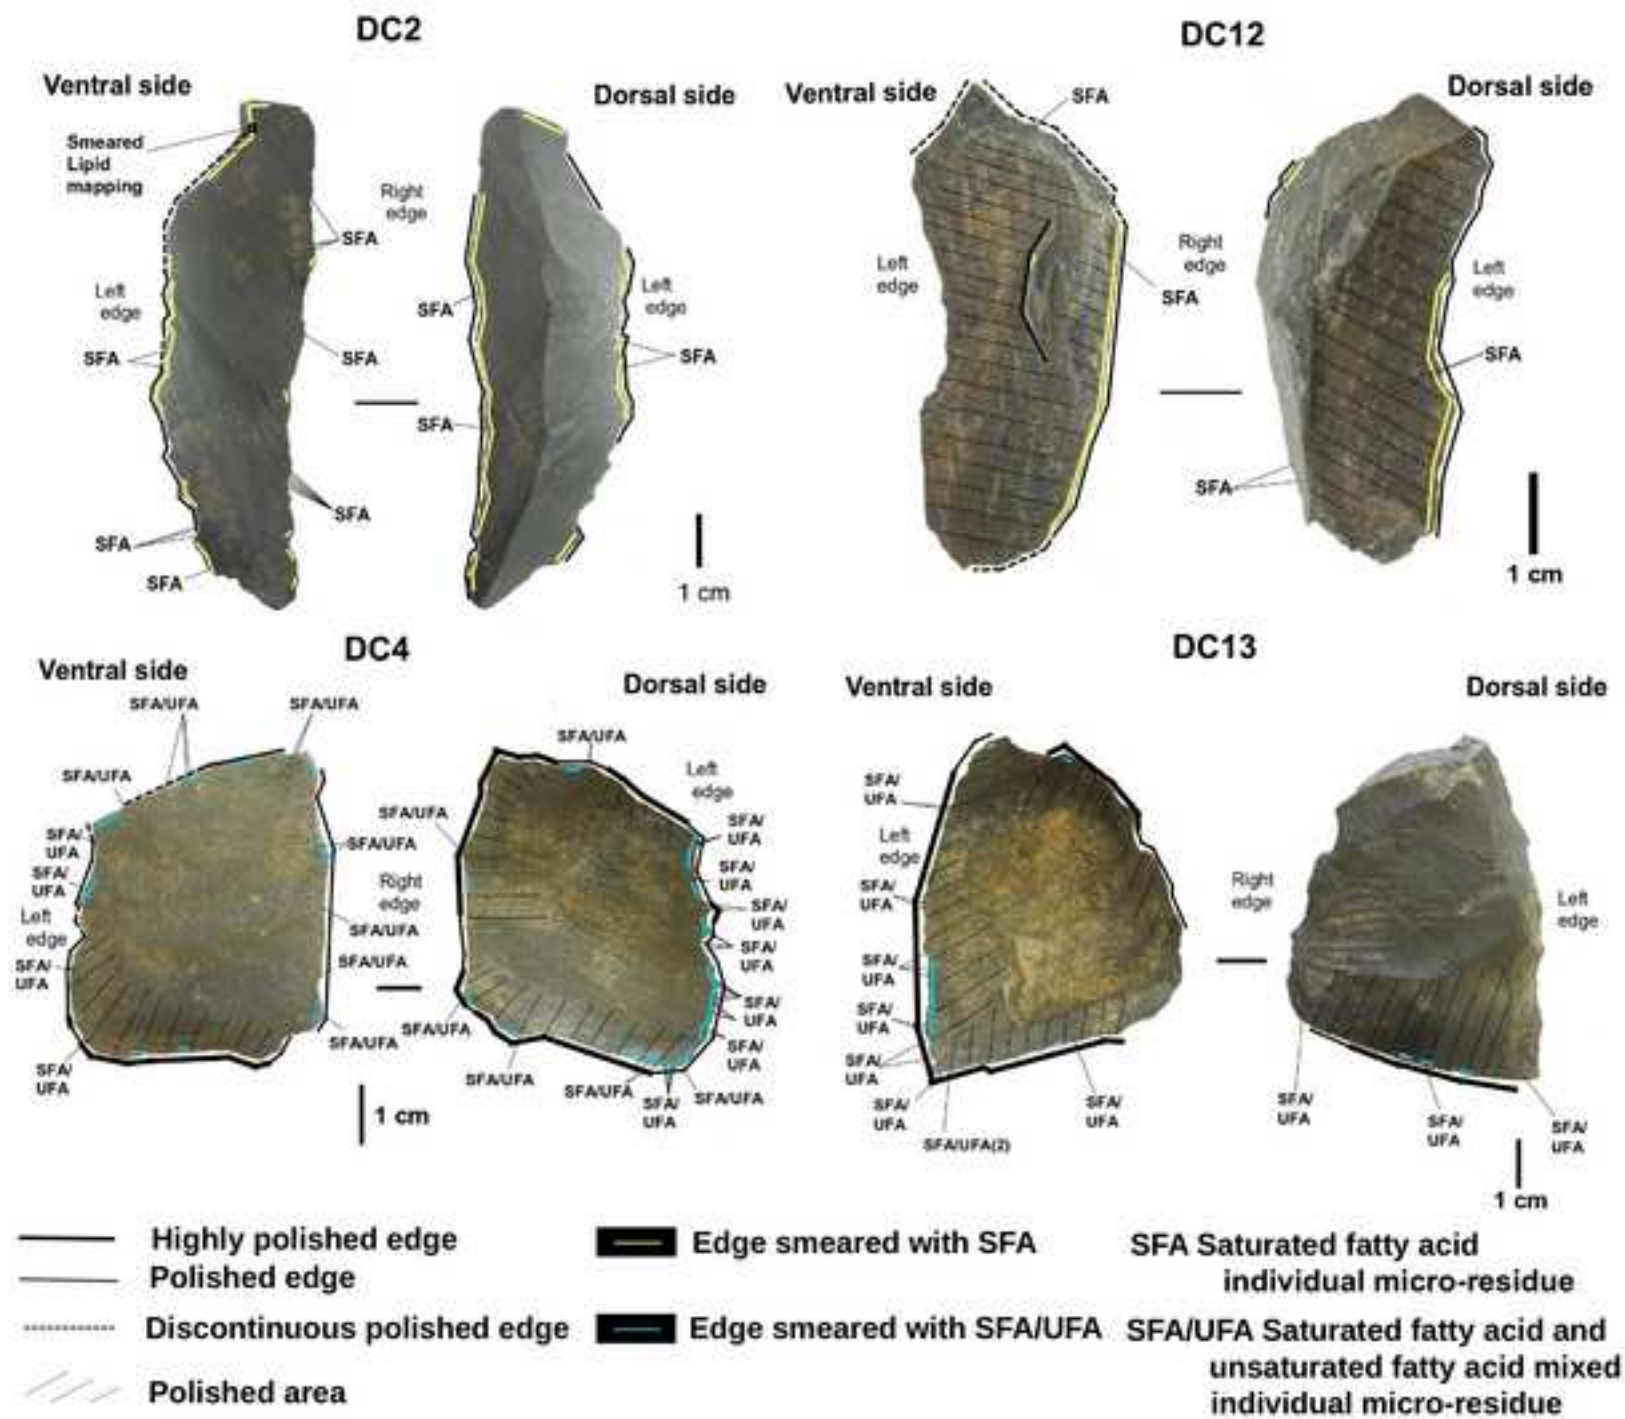 DC2
Ventral side
Dorsal side
Smeared
Lipid
mapping
Right
edge
SFA
Left
edge
SFA
Left
edge
SFA
SFA
SFA
SFA
SFA
SFA
SFA
SFA
1 cm
DC12
Ventral side
Dorsal side
SFA
Left
edge
Right
edge
SFA
Left
edge
SFA
SFA
1 cm
DC4
Ventral side
Dorsal side
SFA/UFA
SFA/UFA
SFA/UFA
SFA/UFA
Left
edge
SFA/UFA
SFA/
UFA
SFA/UFA
SFA/
UFA
SFA/
UFA
SFA/
UFA
Right
edge
Left
edge
SFA/UFA
SFA/
UFA
SFA/
UFA
SFA/UFA
SFA/
UFA
SFA/
UFA
SFA/UFA
SFA/UFA
SFA/
UFA
SFA/
UFA
SFA/UFA
SFA/UFA
SFA/
UFA
SFA/UFA
1 cm
DC13
Ventral side
Dorsal side
SFA/
UFA
Left
edge
SFA/
UFA
Right
edge
Left
edge
SFA/
UFA
SFA/
UFA
SFA/
UFA
SFA/
UFA
SFA/
UFA
SFA/UFA(2)
SFA/
UFA
SFA/
UFA
SFA/
UFA
1 cm
Highly polished edge
Polished edge
Discontinuous polished edge
Polished area
Edge smeared with SFA
Edge smeared with SFA/UFA
SFA Saturated fatty acid
individual micro-residue
SFA/UFA Saturated fatty acid and
unsaturated fatty acid mixed
individual micro-residue